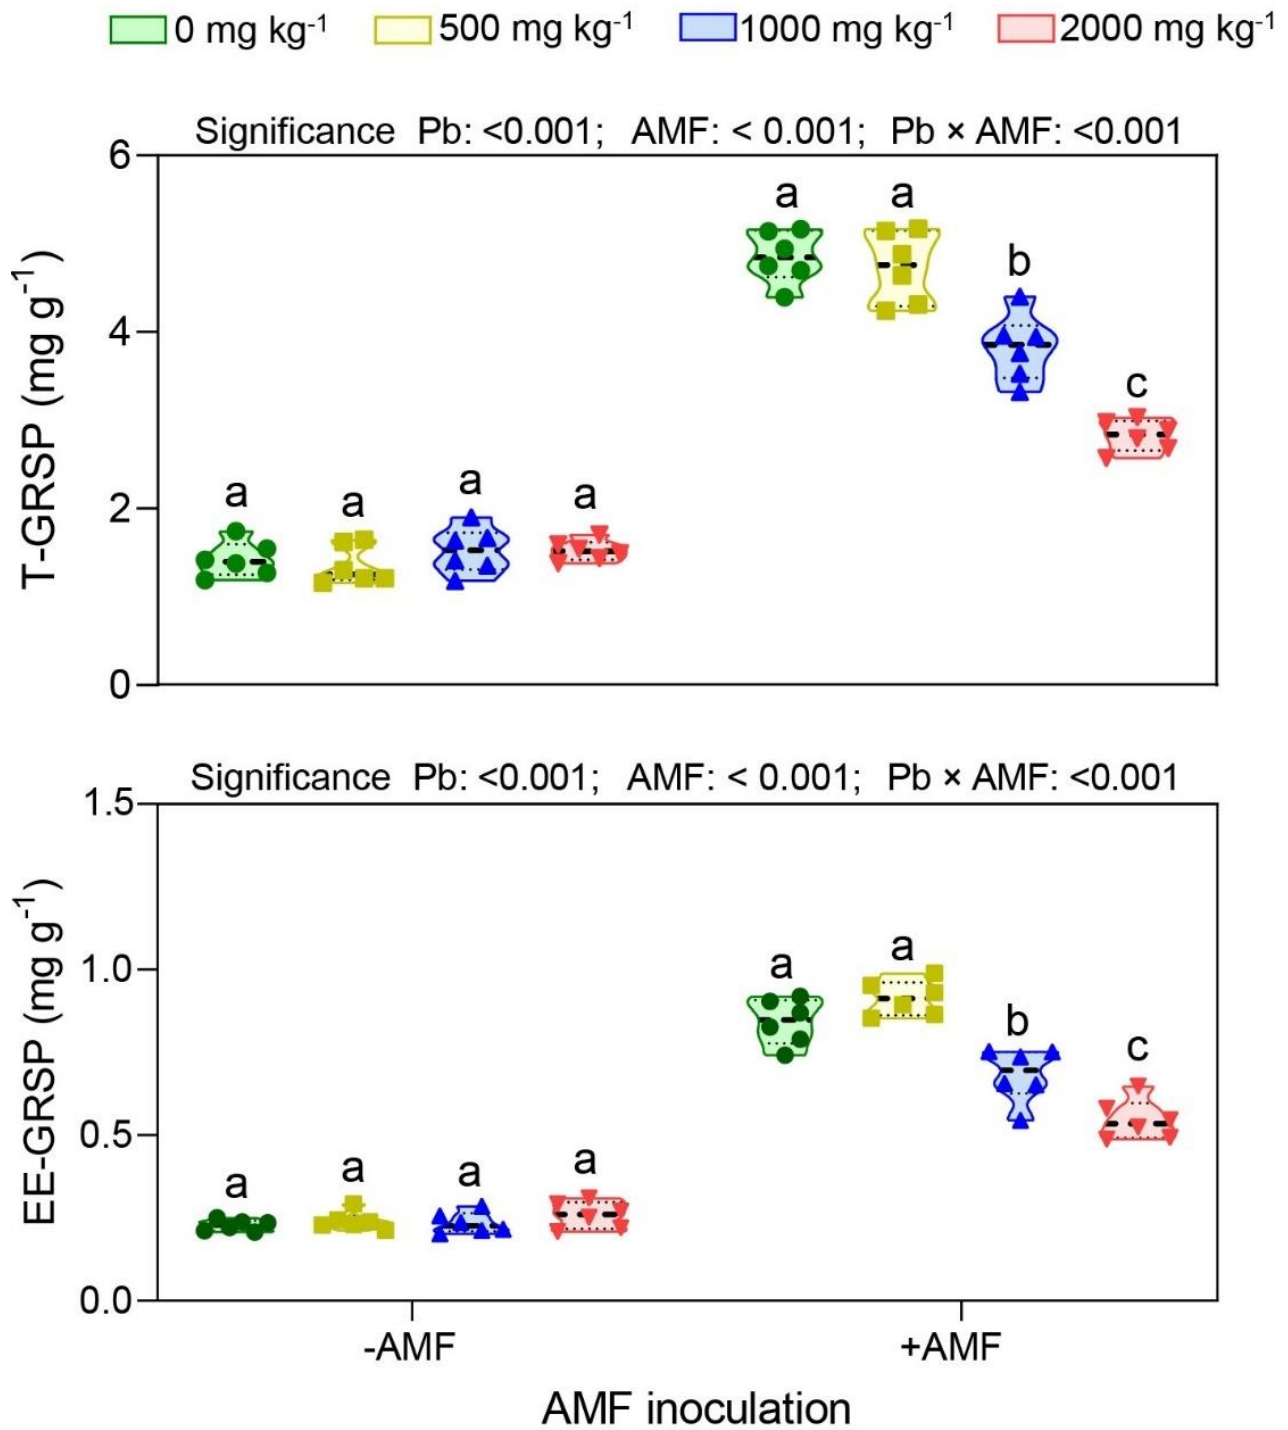 0 mg kg⁻¹ 500 mg kg⁻¹ 1000 mg kg⁻¹ 2000 mg kg⁻¹
Significance Pb: <0.001; AMF: < 0.001; Pb × AMF: <0.001
6
4
2
0
T-GRSP (mg g⁻¹)
a a a a a a b c
Significance Pb: <0.001; AMF: < 0.001; Pb × AMF: <0.001
1.5
1.0
0.5
0.0
EE-GRSP (mg g⁻¹)
a a a a a a b c
-AMF +AMF
AMF inoculation